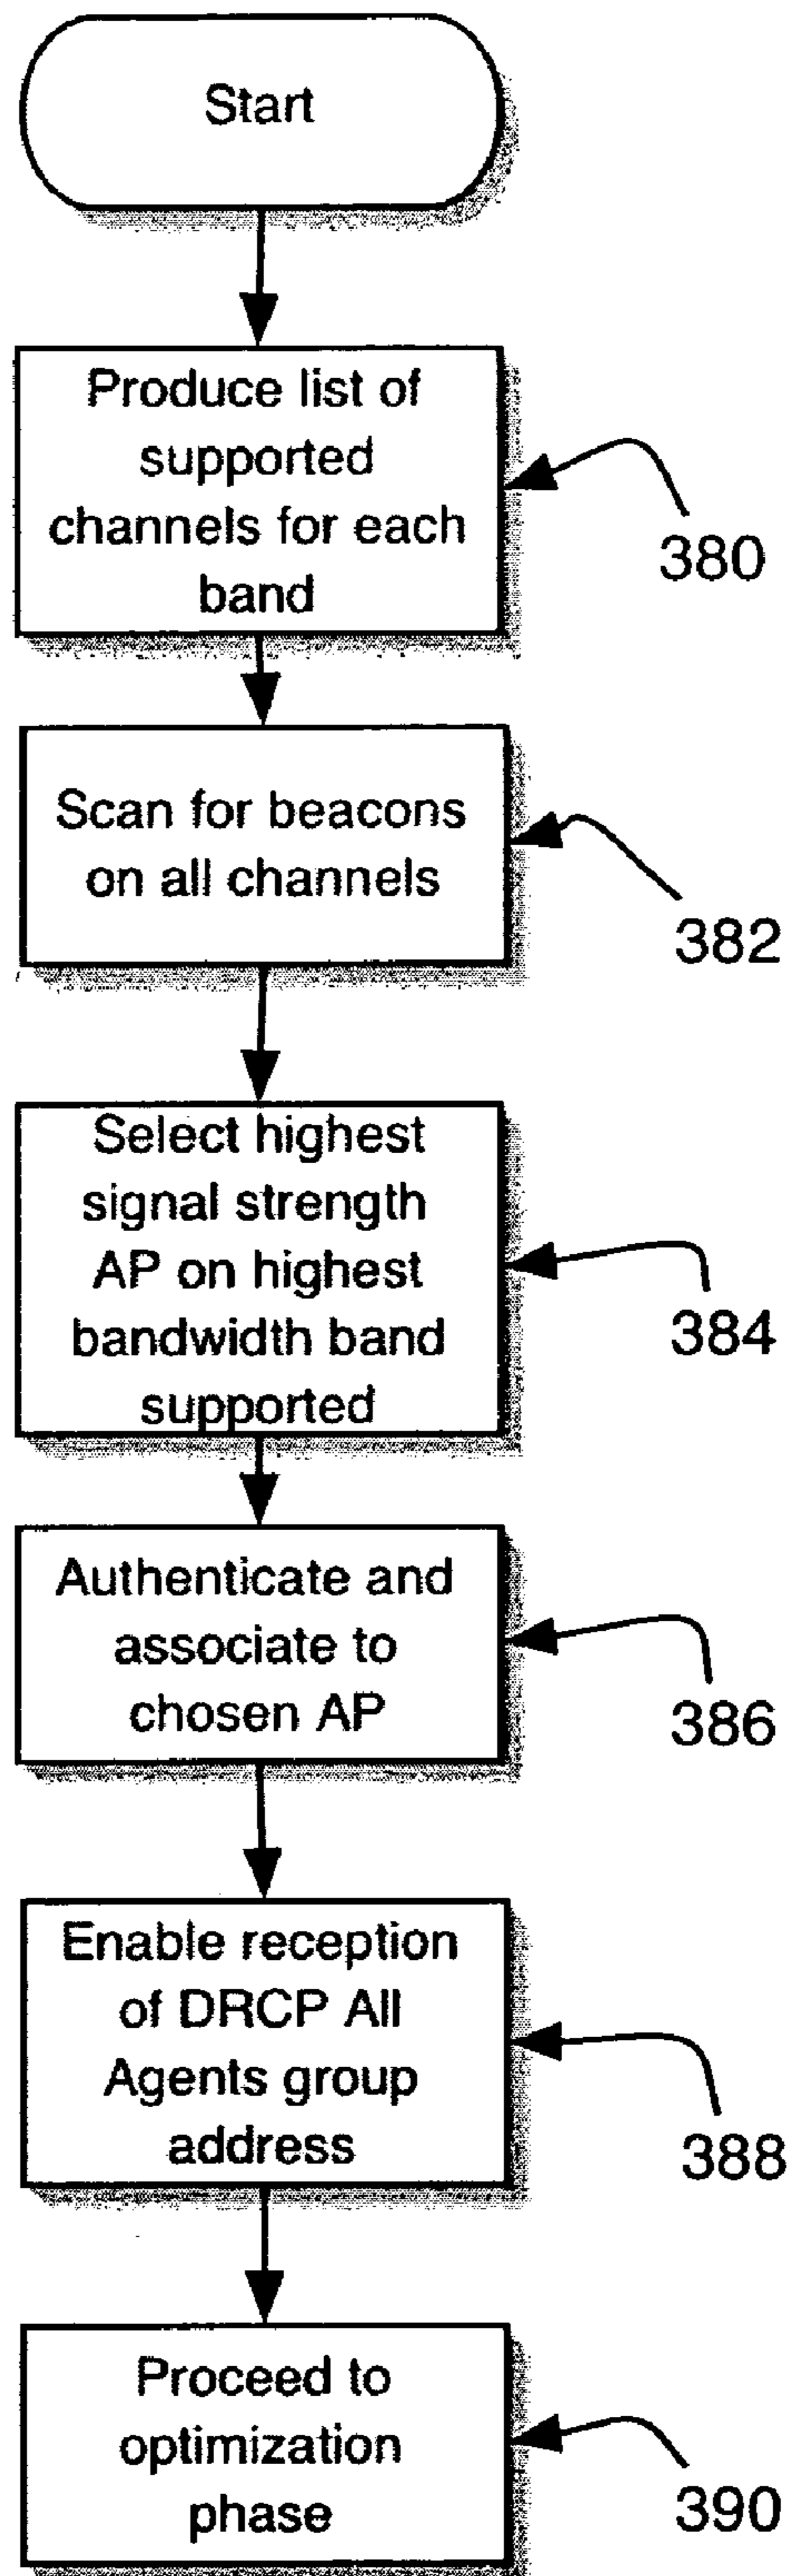 Start
Produce list of
supported
channels for each
band
380
Scan for beacons
on all channels
382
Select highest
signal strength
AP on highest
bandwidth band
supported
384
Authenticate and
associate to
chosen AP
386
Enable reception
of DRCP All
Agents group
address
388
Proceed to
optimization
phase
390